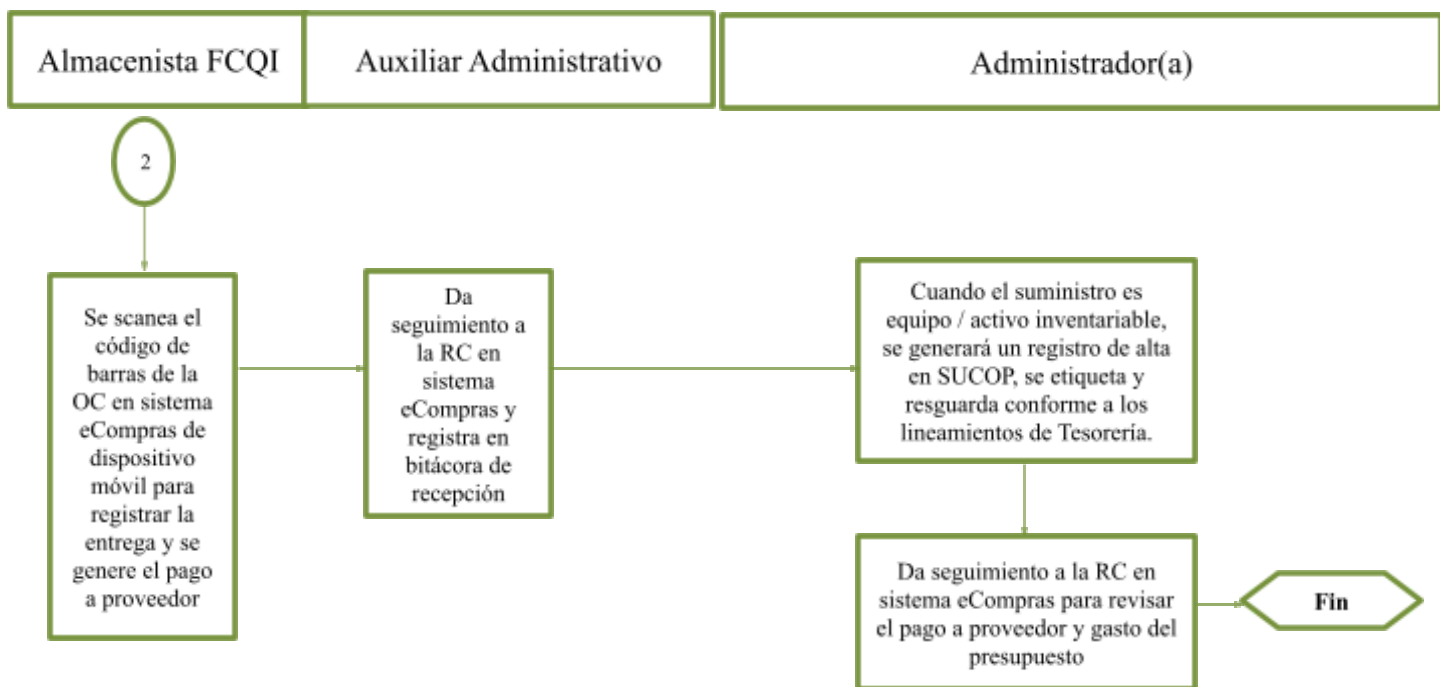 Almacenista FCQI
Auxiliar Administrativo
Administrador(a)
2
Se scanea el
código de
barras de la
OC en sistema
eCompras de
dispositivo
móvil para
registrar la
entrega y se
genere el pago
a proveedor
Da
seguimiento a
la RC en
sistema
eCompras y
registra en
bitácora de
recepción
Cuando el suministro es
equipo / activo inventariable,
se generará un registro de alta
en SUCOP, se etiqueta y
resguarda conforme a los
lineamientos de Tesorería.
Da seguimiento a la RC en
sistema eCompras para revisar
el pago a proveedor y gasto del
presupuesto
Fin